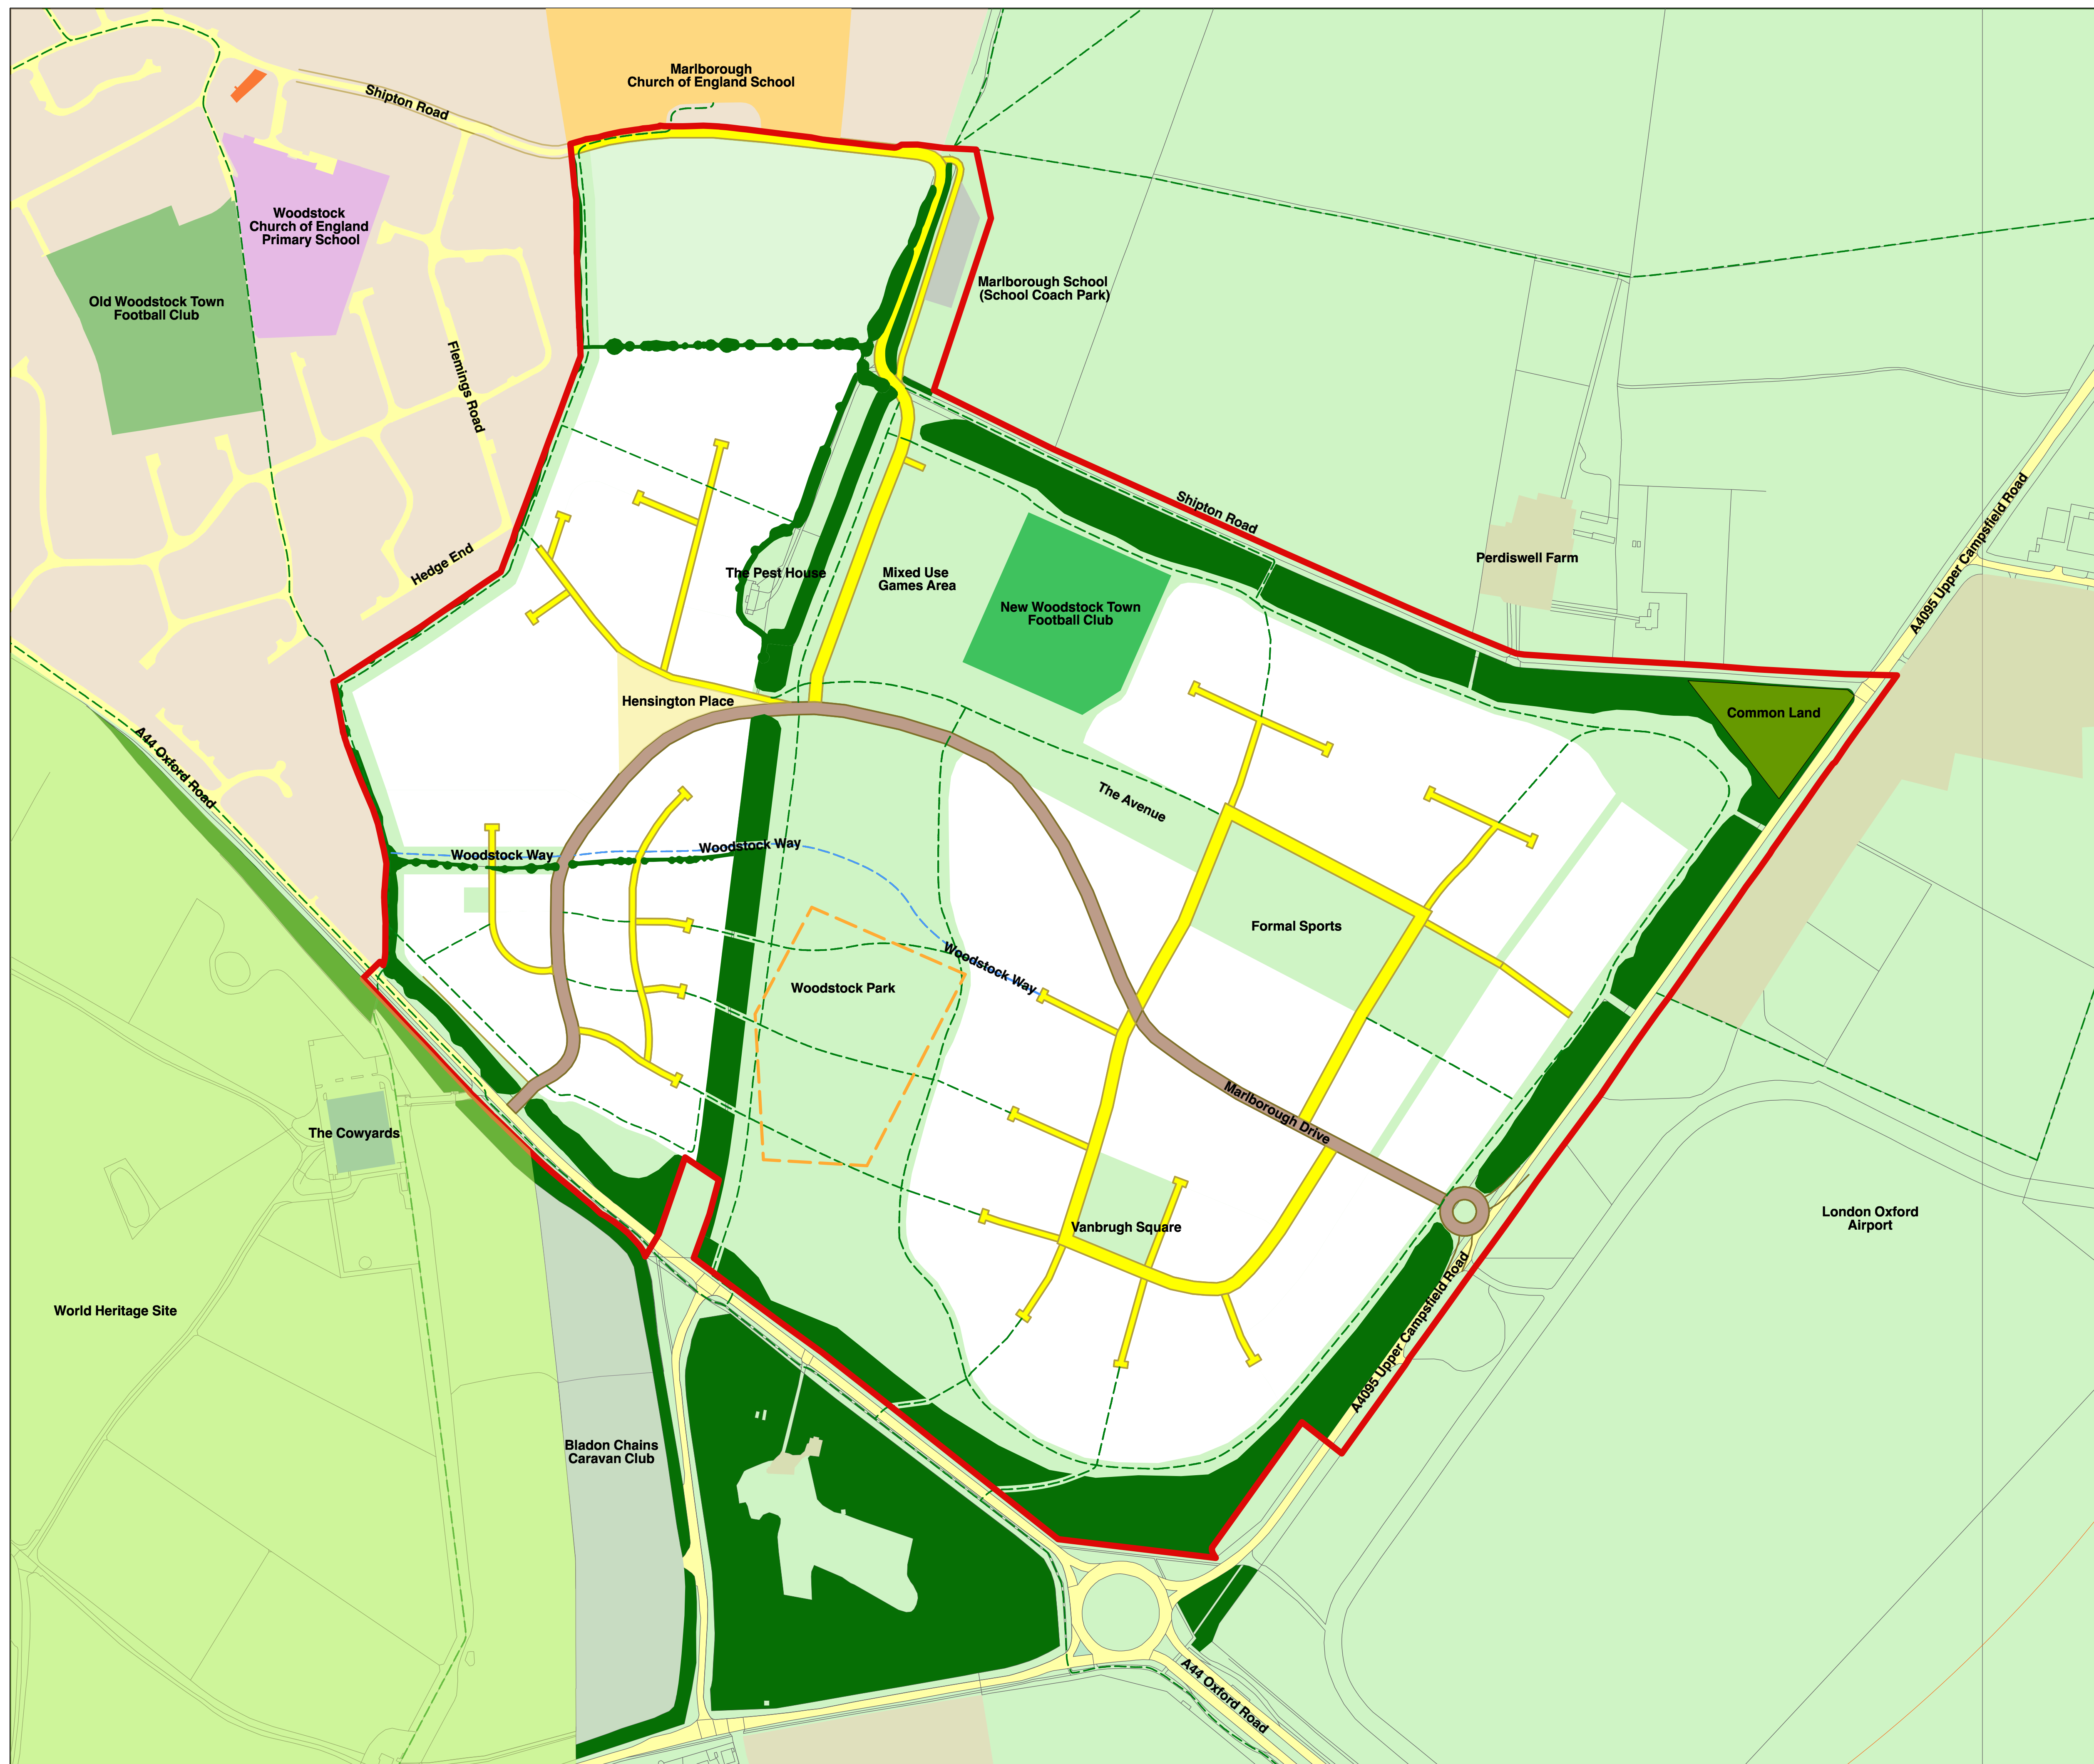 Marlborough
Church of England School
Shipton Road
Woodstock
Church of England
Primary School
Old Woodstock Town
Football Club
Marlborough School
(School Coach Park)
Flemings Road
Shipton Road
A4095 Upper Campsfield Road
Hedge End
The Pest House
Mixed Use
Games Area
New Woodstock Town
Football Club
Perdiswell Farm
Hensington Place
Common Land
A44 Oxford Road
The Avenue
Woodstock Way
Woodstock Way
Formal Sports
Woodstock Way
Woodstock Park
Marlborough Drive
The Cowyards
Vanbrugh Square
London Oxford
Airport
World Heritage Site
A4095 Upper Campsfield Road
Bladon Chains
Caravan Club
A44 Oxford Road